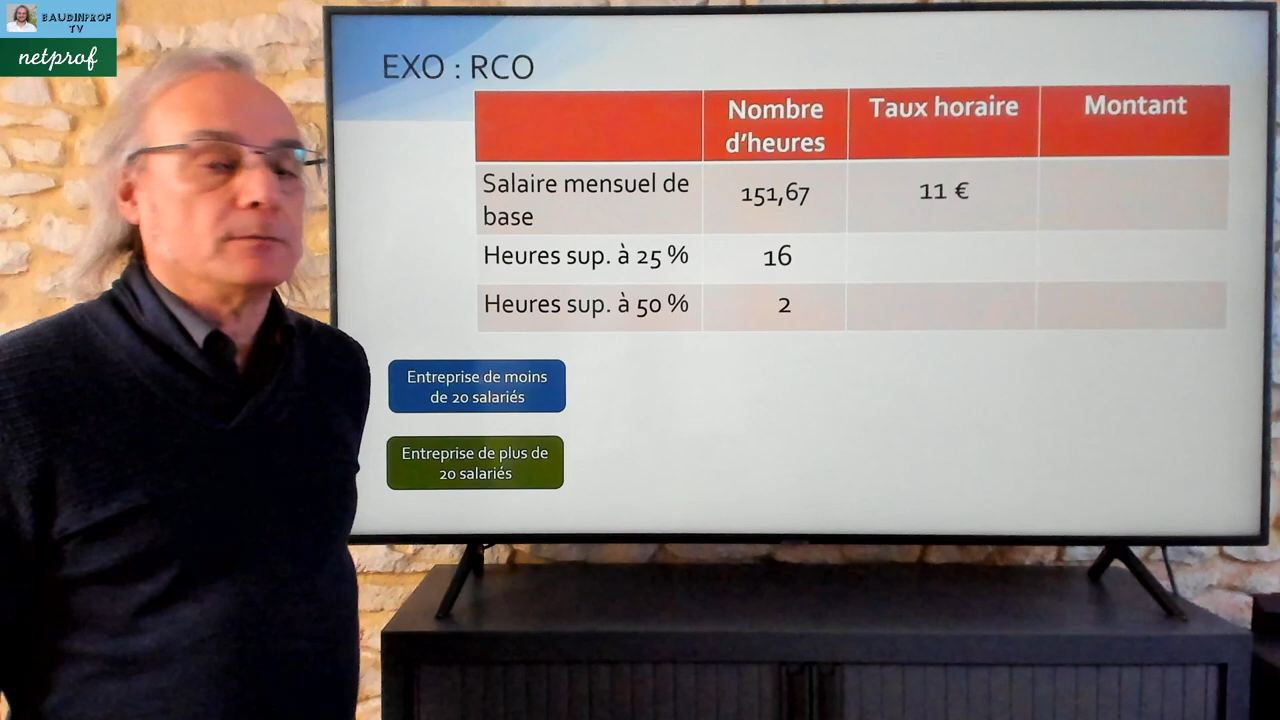 BAUDINPROF
TV
netprof
EXO : RCO
Nombre
d'heures
Taux horaire
Montant
Salaire mensuel de
base
151,67
11 €
Heures sup. à 25 %
16
Heures sup. à 50 %
2
Entreprise de moins
de 20 salariés
Entreprise de plus de
20 salariés